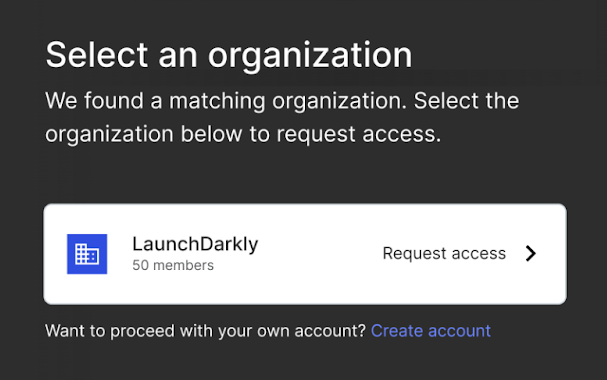 Select an organization
We found a matching organization. Select the
organization below to request access.
LaunchDarkly
50 members
Request access
Want to proceed with your own account? Create account